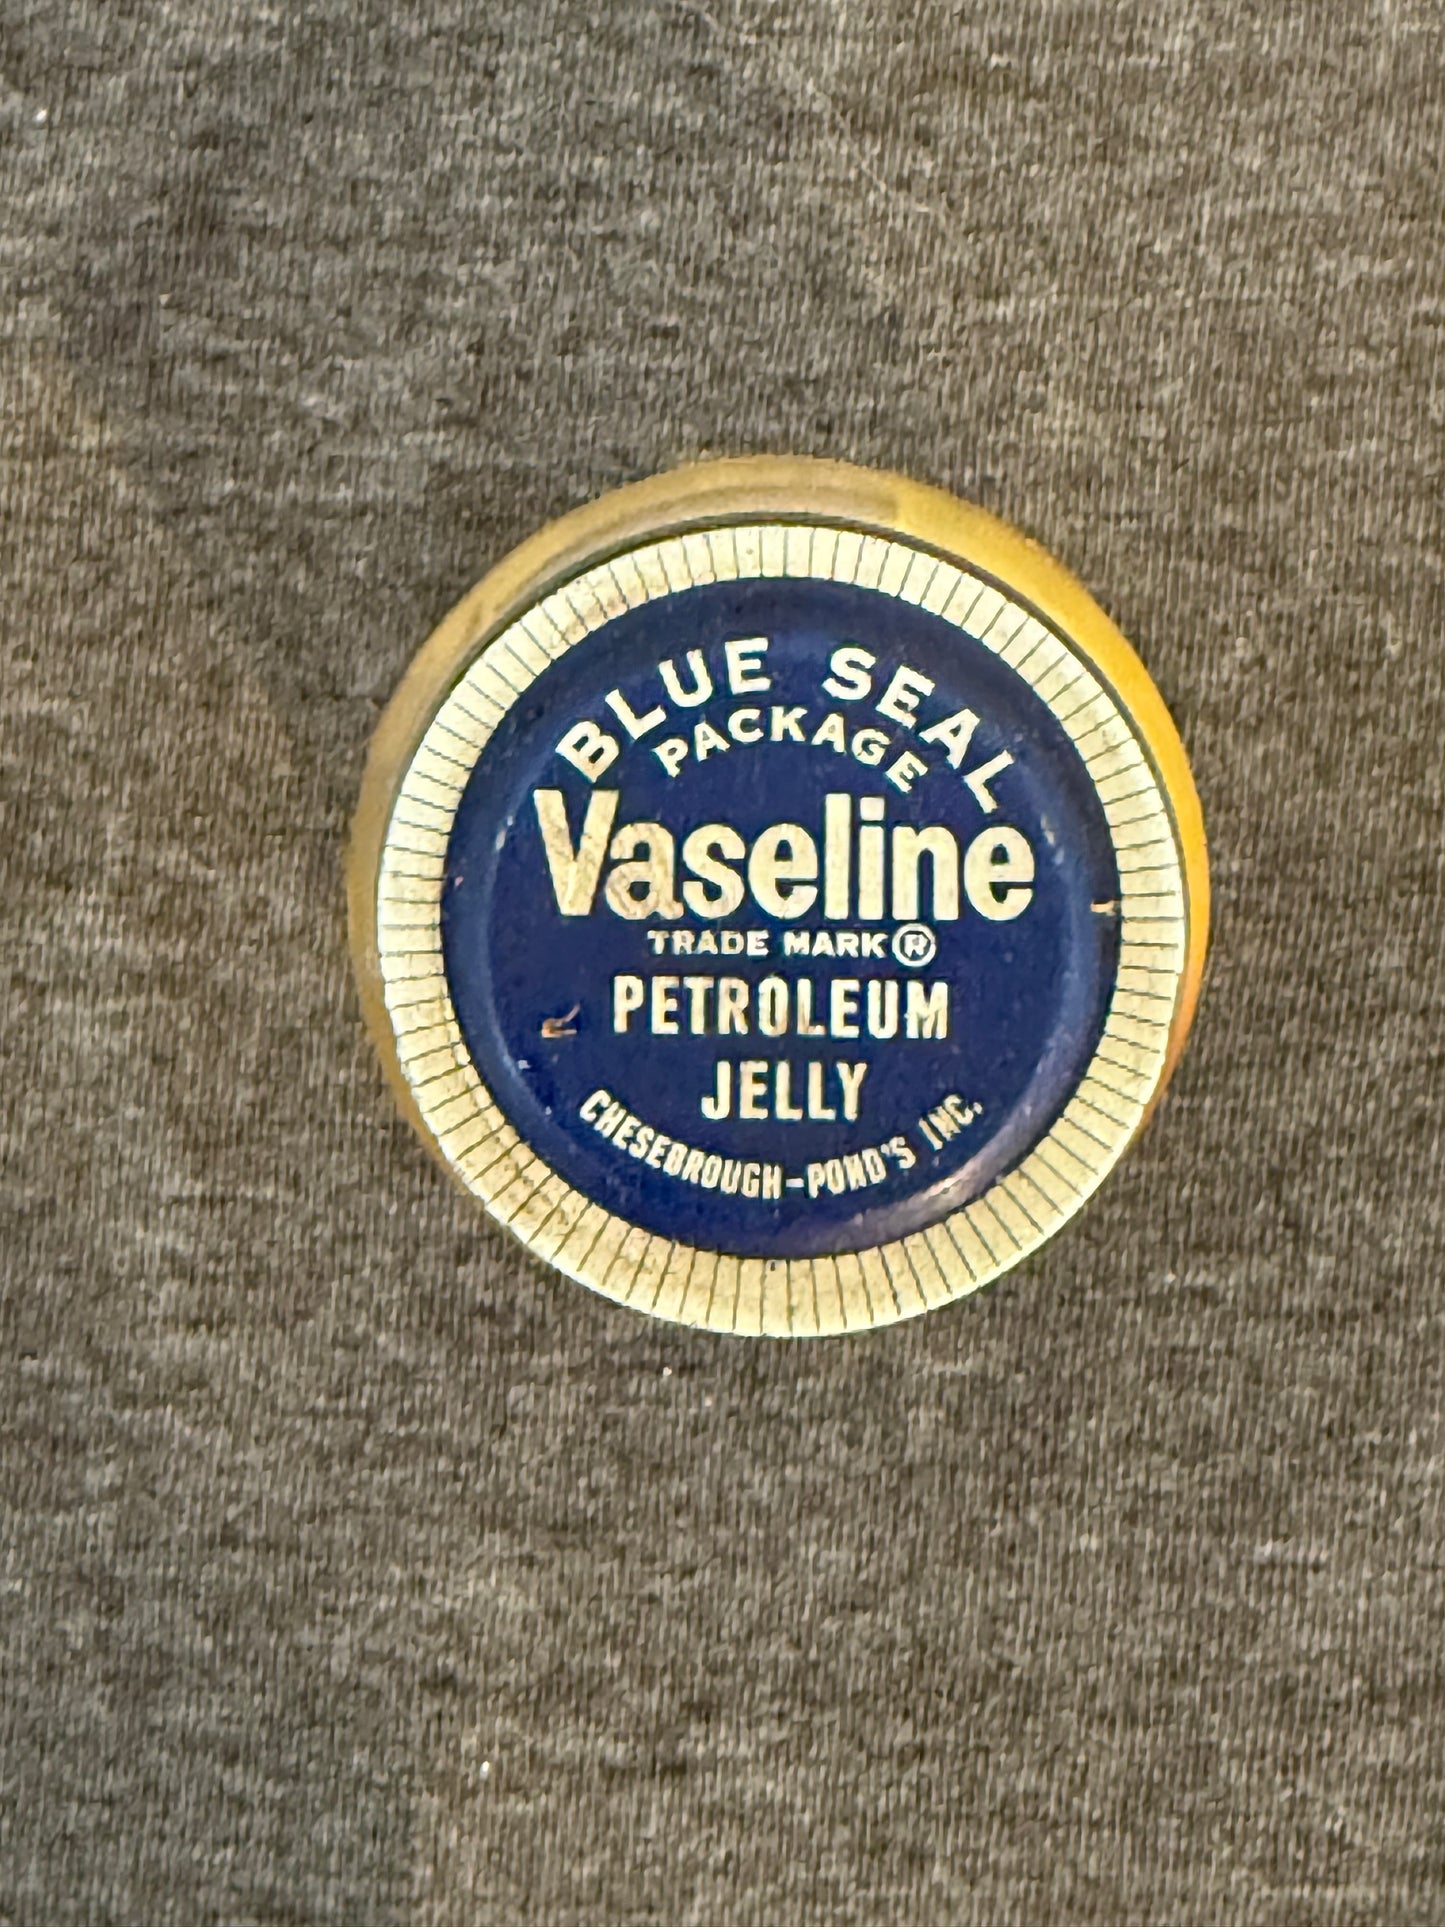 BLUE SEAL
PACKAGE
Vaseline
TRADE MARK ®
PETROLEUM
JELLY
CHESEBROUGH-POND'S INC.